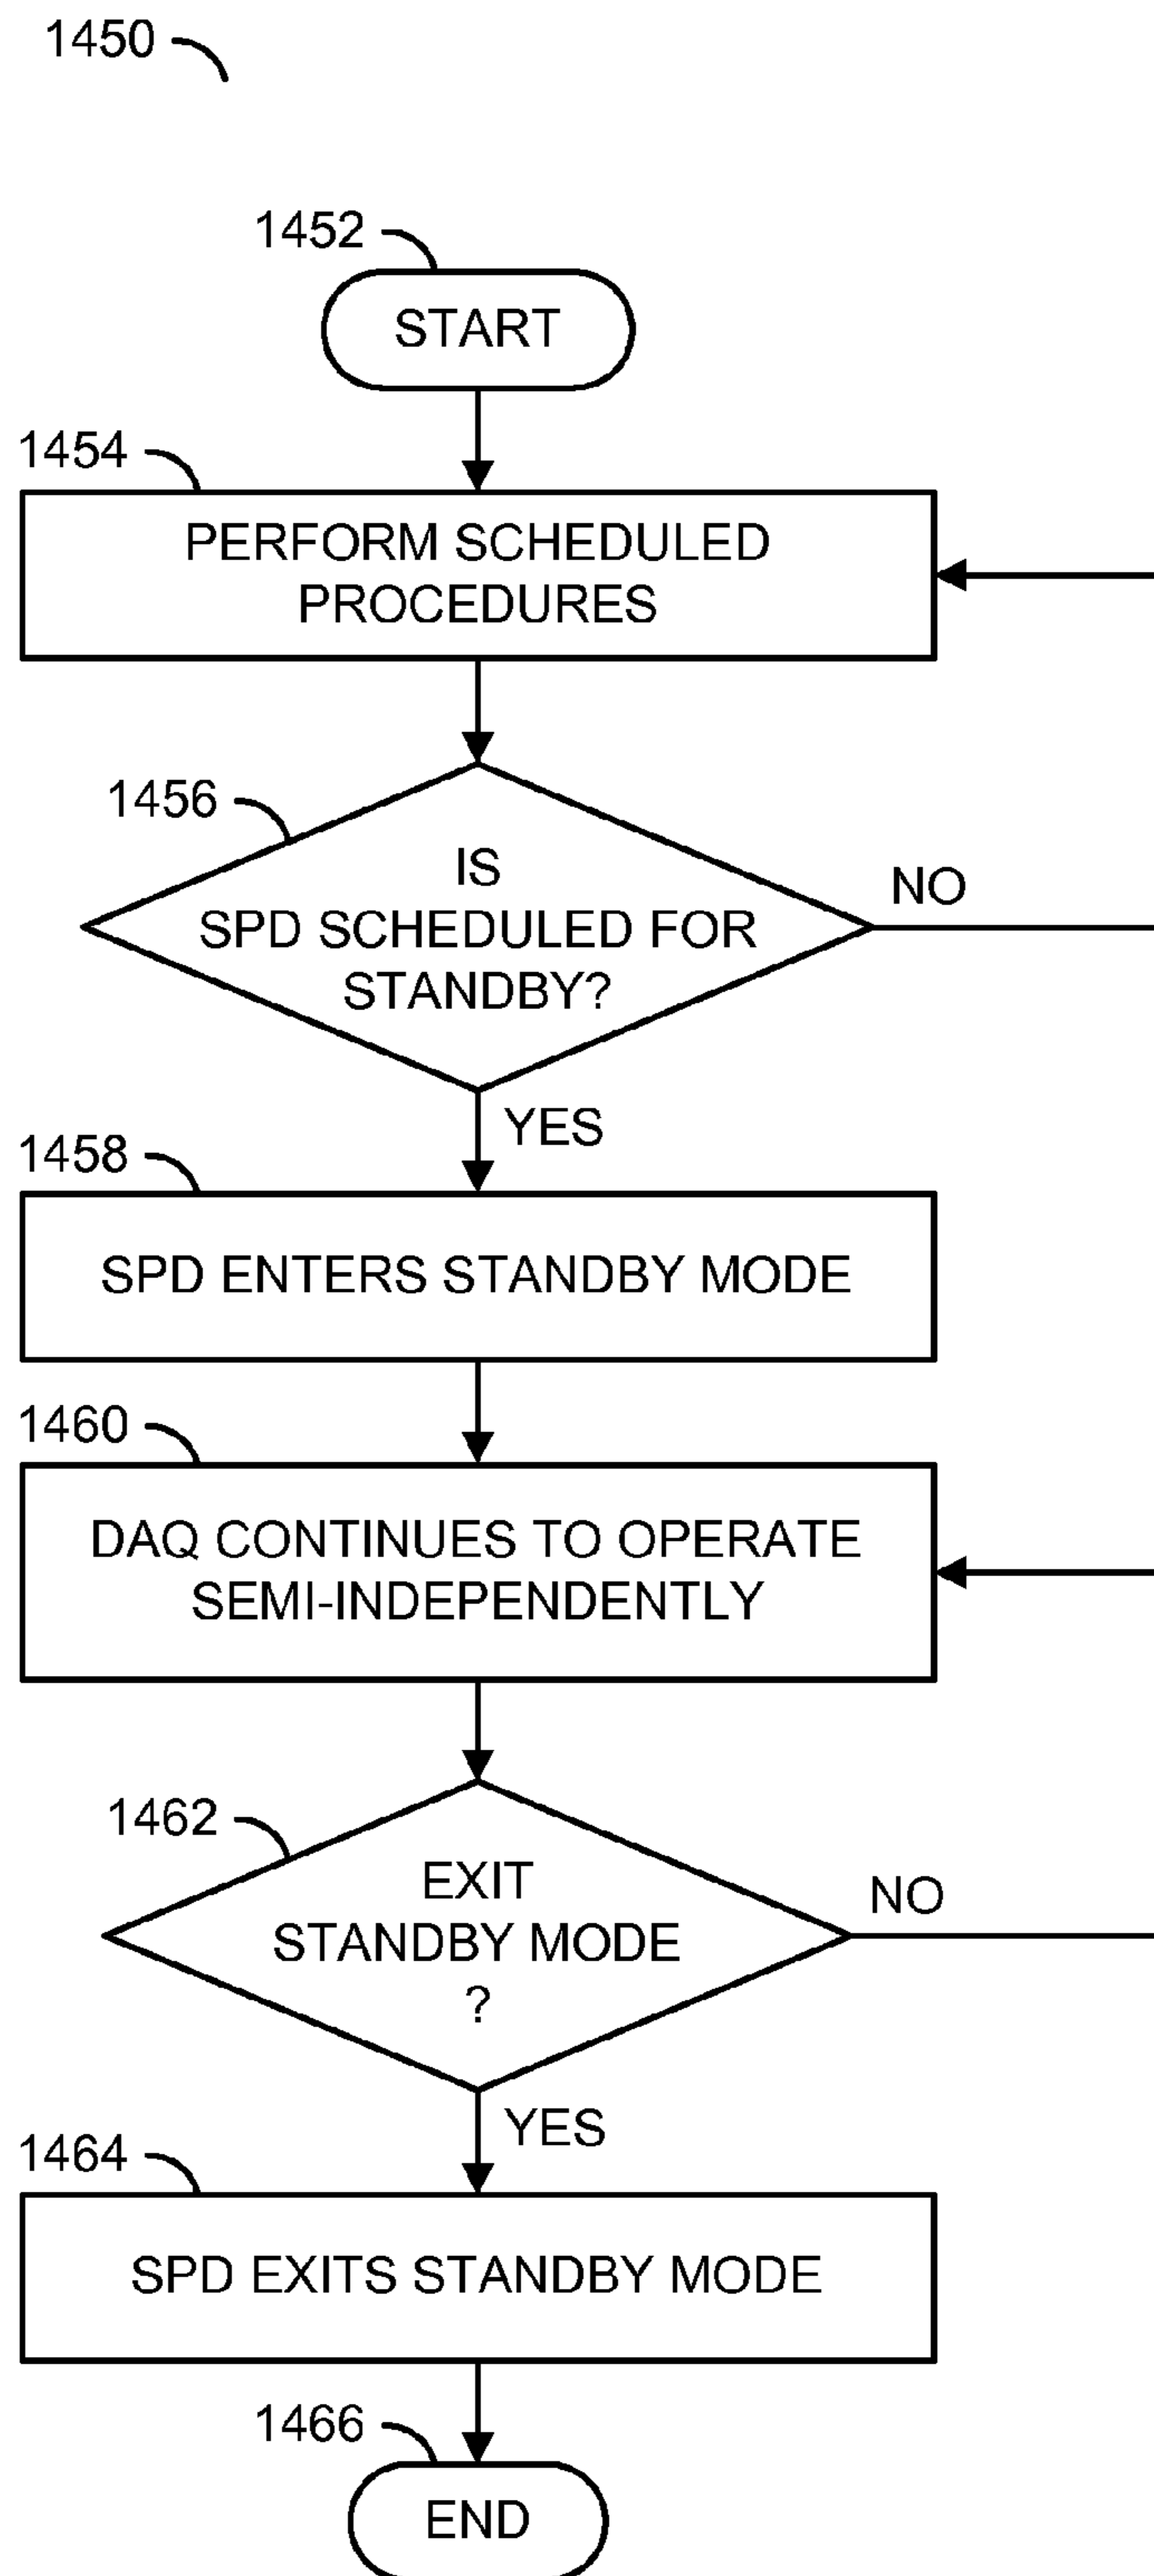 1450
1452
START
1454
PERFORM SCHEDULED
PROCEDURES
1456
IS
SPD SCHEDULED FOR
STANDBY?
NO
YES
1458
SPD ENTERS STANDBY MODE
1460
DAQ CONTINUES TO OPERATE
SEMI-INDEPENDENTLY
1462
EXIT
STANDBY MODE
?
NO
YES
1464
SPD EXITS STANDBY MODE
1466
END